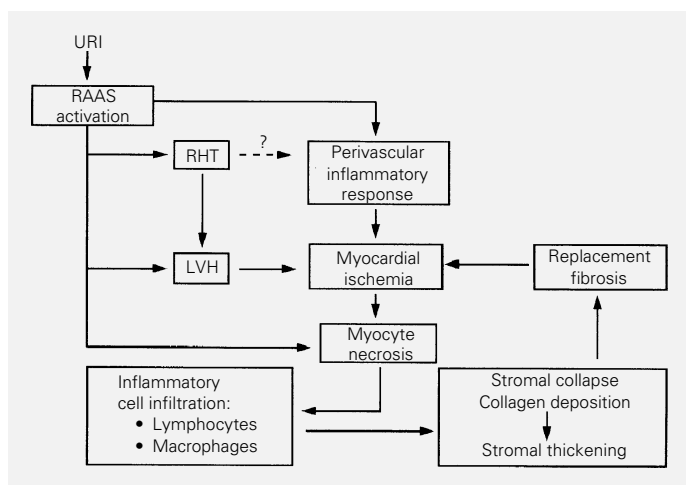 URI
RAAS
activation
RHT
?
Perivascular
inflammatory
response
LVH
Myocardial
ischemia
Replacement
fibrosis
Myocyte
necrosis
Inflammatory
cell infiltration:
• Lymphocytes
• Macrophages
Stromal collapse
Collagen deposition
Stromal thickening